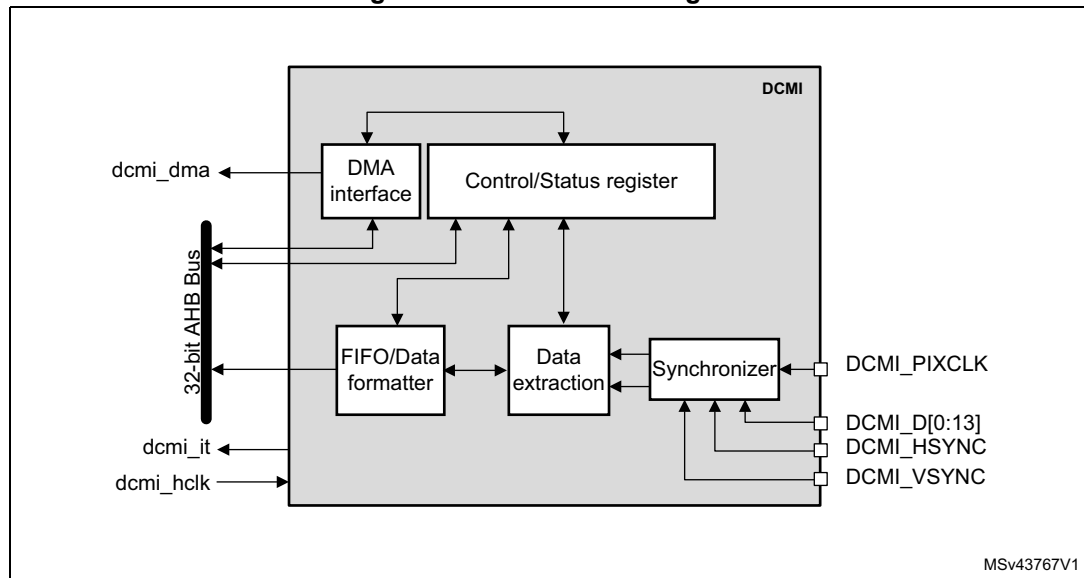 DCMI
dcmi_dma
DMA
interface
Control/Status register
32-bit AHB Bus
FIFO/Data
formatter
Data
extraction
Synchronizer
DCMI_PIXCLK
DCMI_D[0:13]
DCMI_HSYNC
DCMI_VSYNC
dcmi_it
dcmi_hclk
MSv43767V1